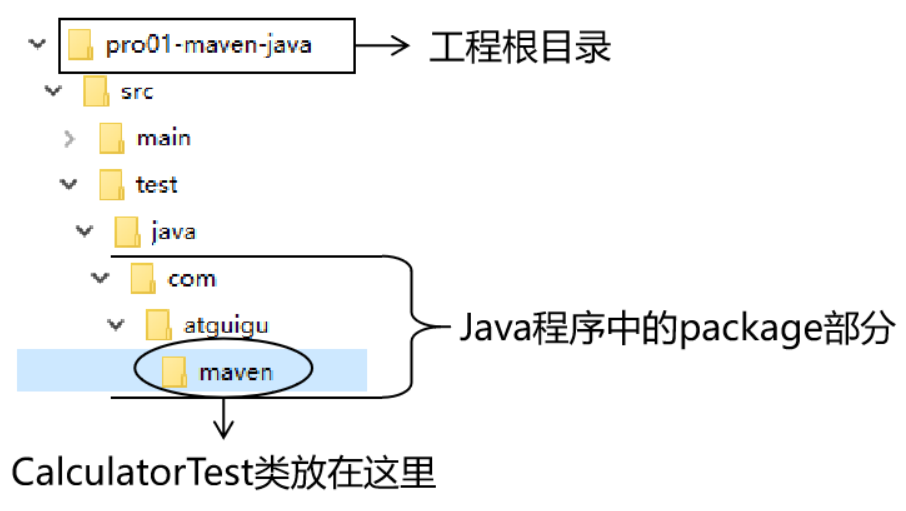 pro01-maven-java
工程根目录
src
main
test
java
com
atguigu
Java程序中的package部分
maven
CalculatorTest类放在这里